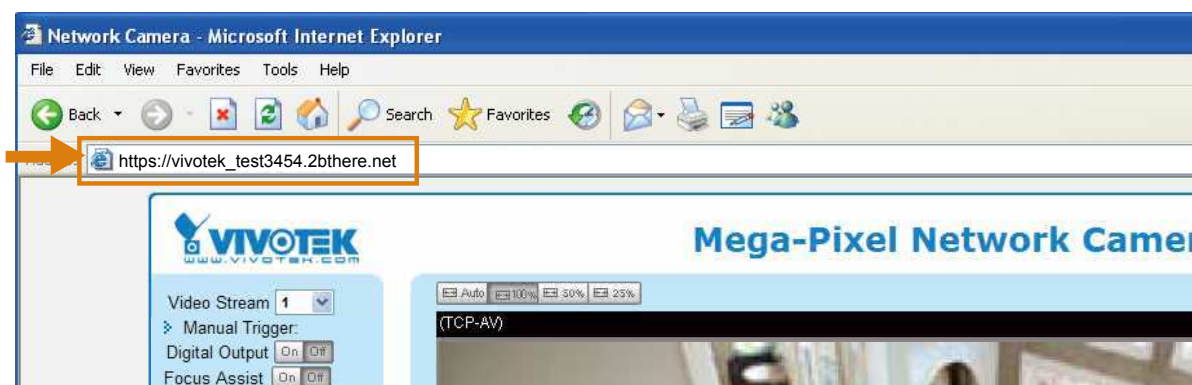 Network Camera - Microsoft Internet Explorer
File Edit View Favorites Tools Help
Back Search Favorites
https://vivotek_test3454.2bthere.net
VIVOTEK
www.vivotek.com
Mega-Pixel Network Camer
Video Stream 1
Auto 100% 50% 25%
Manual Trigger:
(TCP-AV)
Digital Output On Off
Focus Assist On Off